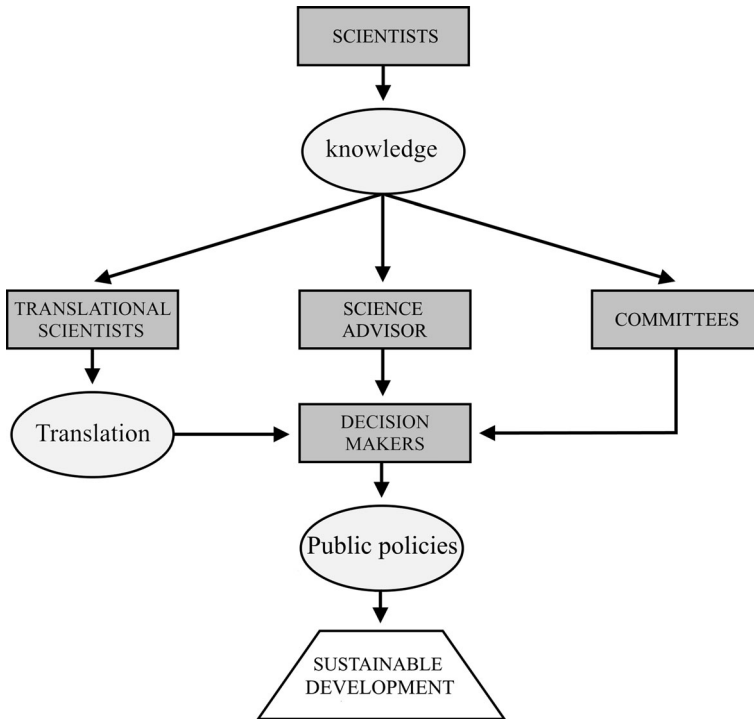 SCIENTISTS
knowledge
TRANSLATIONAL
SCIENTISTS
SCIENCE
ADVISOR
COMMITTEES
Translation
DECISION
MAKERS
Public policies
SUSTAINABLE
DEVELOPMENT